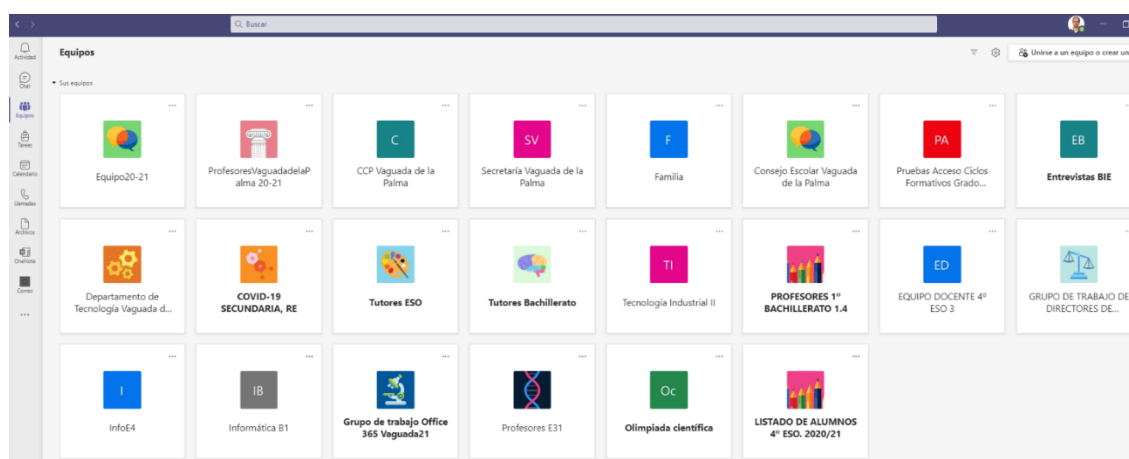 Buscar
Actividad
Equipos
Unirse a un equipo o crear un
Sus equipos
Chat
Equipos
Tareas
Calendario
Llamadas
Archivos
OneNote
Correo
Equipo20-21
ProfesoresVaguadadelaP
alma 20-21
C
CCP Vaguada de la
Palma
SV
Secretaría Vaguada de la
Palma
F
Familia
Consejo Escolar Vaguada
de la Palma
PA
Pruebas Acceso Ciclos
Formativos Grado...
EB
Entrevistas BIE
Departamento de
Tecnología Vaguada d...
COVID-19
SECUNDARIA, RE
Tutores ESO
Tutores Bachillerato
TI
Tecnología Industrial II
PROFESORES 1º
BACHILLERATO 1.4
ED
EQUIPO DOCENTE 4º
ESO 3
GRUPO DE TRABAJO DE
DIRECTORES DE...
I
InfoE4
IB
Informática B1
Grupo de trabajo Office
365 Vaguada21
Profesores E31
Oc
Olimpiada científica
LISTADO DE ALUMNOS
4º ESO. 2020/21